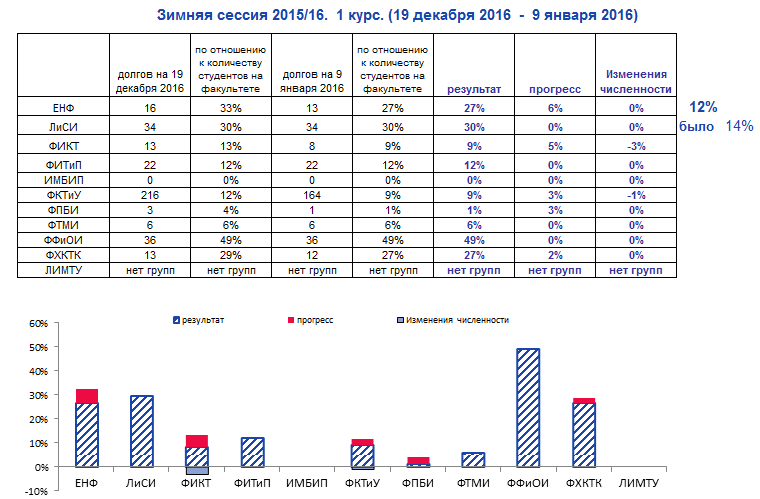 Зимняя сессия 2015/16. 1 курс. (19 декабря 2016 - 9 января 2016)
долгов на 19 декабря 2016 по отношению к количеству студентов на факультете долгов на 9 января 2016 по отношению к количеству студентов на факультете результат прогресс Изменения численности
ЕНФ 16 33% 13 27% 27% 6% 0% 12%
ЛиСИ 34 30% 34 30% 30% 0% 0% было 14%
ФИКТ 13 13% 8 9% 9% 5% -3%
ФИТиП 22 12% 22 12% 12% 0% 0%
ИМБИП 0 0% 0 0% 0% 0% 0%
ФКТиУ 216 12% 164 9% 9% 3% -1%
ФПБИ 3 4% 1 1% 1% 3% 0%
ФТМИ 6 6% 6 6% 6% 0% 0%
ФФиОИ 36 49% 36 49% 49% 0% 0%
ФХКТК 13 29% 12 27% 27% 2% 0%
ЛИМТУ нет групп нет групп нет групп нет групп нет групп нет групп нет групп
результат прогресс Изменения численности
60%
50%
40%
30%
20%
10%
0%
-10%
ЕНФ ЛиСИ ФИКТ ФИТиП ИМБИП ФКТиУ ФПБИ ФТМИ ФФиОИ ФХКТК ЛИМТУ